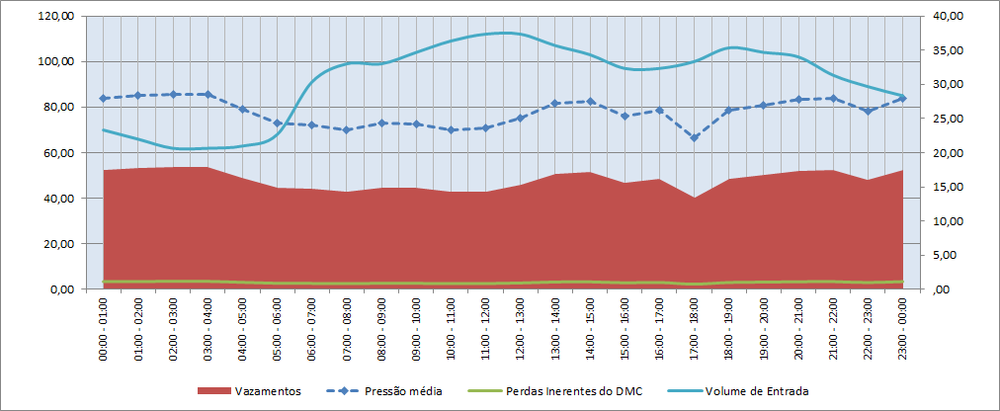 120,00
100,00
80,00
60,00
40,00
20,00
0,00
40,00
35,00
30,00
25,00
20,00
15,00
10,00
5,00
,00
00:00 - 01:00
01:00 - 02:00
02:00 - 03:00
03:00 - 04:00
04:00 - 05:00
05:00 - 06:00
06:00 - 07:00
07:00 - 08:00
08:00 - 09:00
09:00 - 10:00
10:00 - 11:00
11:00 - 12:00
12:00 - 13:00
13:00 - 14:00
14:00 - 15:00
15:00 - 16:00
16:00 - 17:00
17:00 - 18:00
18:00 - 19:00
19:00 - 20:00
20:00 - 21:00
21:00 - 22:00
22:00 - 23:00
23:00 - 00:00
Vazamentos Pressão média Perdas Inerentes do DMC Volume de Entrada